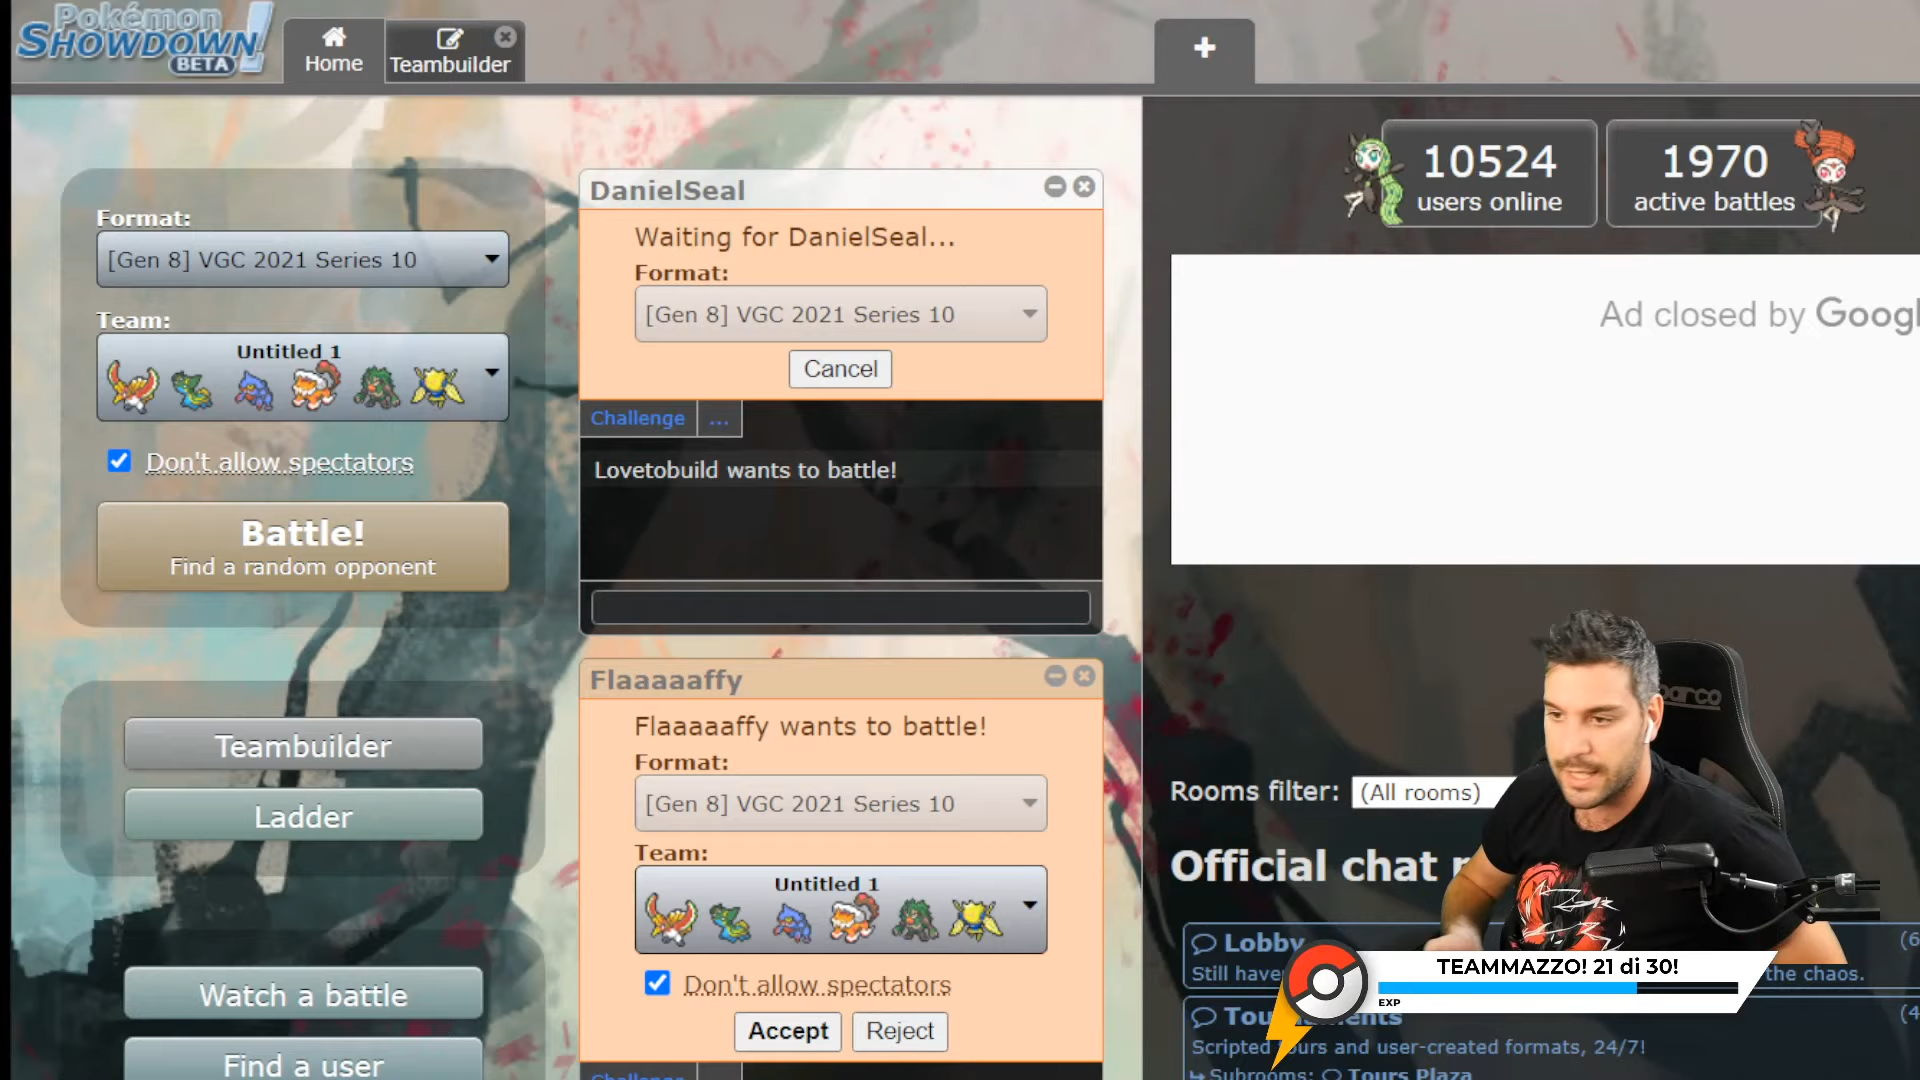 Pokémon
SHOWDOWN!
BETA
Home
Teambuilder
Format:
[Gen 8] VGC 2021 Series 10
Team:
Untitled 1
Don't allow spectators
Battle!
Find a random opponent
Teambuilder
Ladder
Watch a battle
Find a user
DanielSeal
Waiting for DanielSeal...
Format:
[Gen 8] VGC 2021 Series 10
Cancel
Challenge
...
Lovetobuild wants to battle!
Flaaaaaffy
Flaaaaaffy wants to battle!
Format:
[Gen 8] VGC 2021 Series 10
Team:
Untitled 1
Don't allow spectators
Accept
Reject
Challenge
10524
users online
1970
active battles
Ad closed by Googl
Rooms filter:
(All rooms)
Official chat
Lobby
(6
Still have the chaos.
TEAMMAZZO! 21 di 30!
EXP
(4
Scripted tours and user-created formats, 24/7!
Subrooms: Tours Plaza